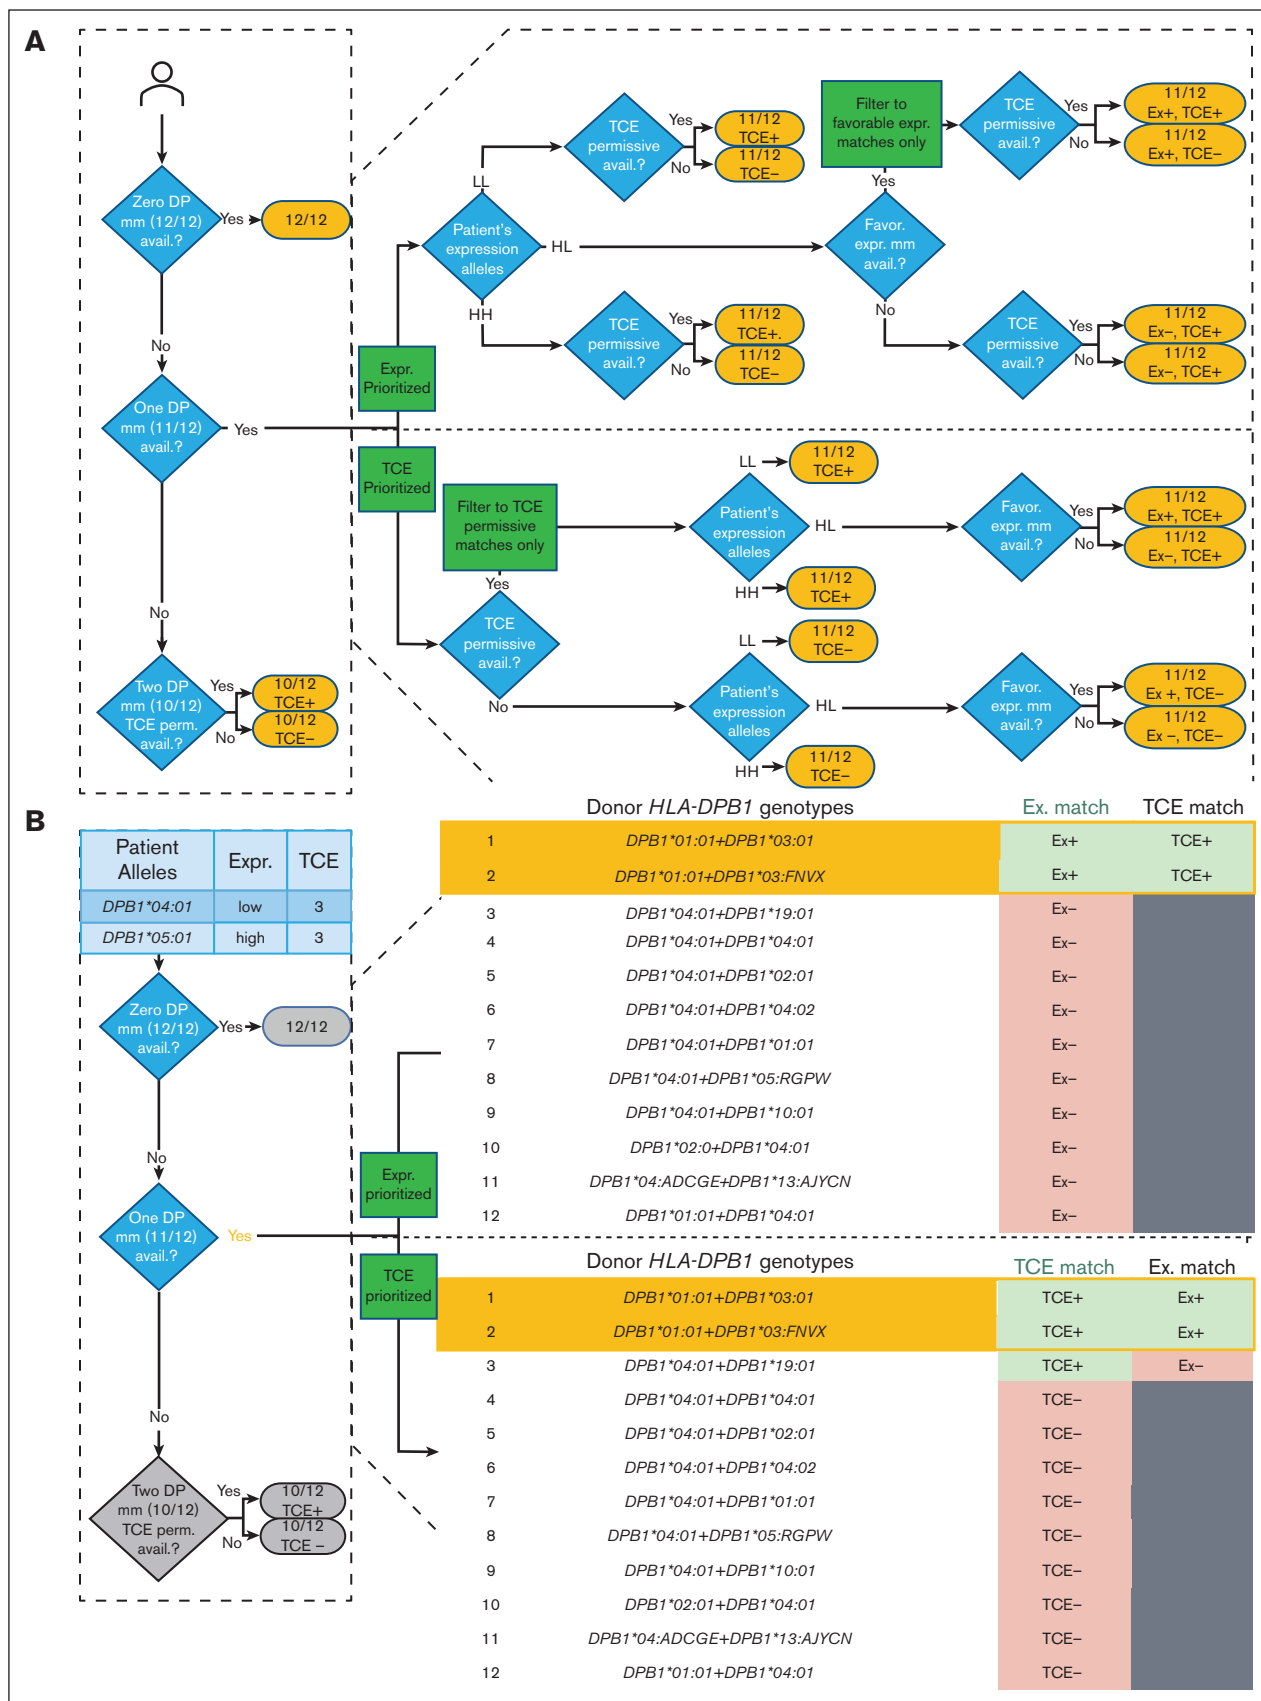 A
Zero DP
mm (12/12)
avail.?
Yes
12/12
No
One DP
mm (11/12)
avail.?
Yes
No
Two DP
mm (10/12)
TCE perm.
avail.?
Yes
10/12
TCE+
No
10/12
TCE−
Expr.
Prioritized
TCE
Prioritized
Patient's
expression
alleles
LL
HL
HH
TCE
permissive
avail.?
Yes
11/12
TCE+
No
11/12
TCE−
TCE
permissive
avail.?
Yes
11/12
TCE+.
No
11/12
TCE−
Favor.
expr. mm
avail.?
Yes
Filter to
favorable expr.
matches only
TCE
permissive
avail.?
Yes
11/12
Ex+, TCE+
No
11/12
Ex+, TCE−
No
TCE
permissive
avail.?
Yes
11/12
Ex−, TCE+
No
11/12
Ex−, TCE+
TCE
permissive
avail.?
Yes
Filter to TCE
permissive
matches only
Patient's
expression
alleles
LL
11/12
TCE+
HL
HH
11/12
TCE+
Favor.
expr. mm
avail.?
Yes
11/12
Ex+, TCE+
No
11/12
Ex−, TCE+
No
Patient's
expression
alleles
LL
11/12
TCE−
HL
HH
11/12
TCE−
Favor.
expr. mm
avail.?
Yes
11/12
Ex +, TCE−
No
11/12
Ex −, TCE−
B
Patient
Alleles
Expr.
TCE
DPB1*04:01 low 3
DPB1*05:01 high 3
Zero DP
mm (12/12)
avail.?
Yes
12/12
No
One DP
mm (11/12)
avail.?
Yes
No
Two DP
mm (10/12)
TCE perm.
avail.?
Yes
10/12
TCE+
No
10/12
TCE −
Expr.
prioritized
TCE
prioritized
Donor HLA-DPB1 genotypes Ex. match TCE match
1 DPB1*01:01+DPB1*03:01 Ex+ TCE+
2 DPB1*01:01+DPB1*03:FNVX Ex+ TCE+
3 DPB1*04:01+DPB1*19:01 Ex−
4 DPB1*04:01+DPB1*04:01 Ex−
5 DPB1*04:01+DPB1*02:01 Ex−
6 DPB1*04:01+DPB1*04:02 Ex−
7 DPB1*04:01+DPB1*01:01 Ex−
8 DPB1*04:01+DPB1*05:RGPW Ex−
9 DPB1*04:01+DPB1*10:01 Ex−
10 DPB1*02:0+DPB1*04:01 Ex−
11 DPB1*04:ADCGE+DPB1*13:AJYCN Ex−
12 DPB1*01:01+DPB1*04:01 Ex−
Donor HLA-DPB1 genotypes TCE match Ex. match
1 DPB1*01:01+DPB1*03:01 TCE+ Ex+
2 DPB1*01:01+DPB1*03:FNVX TCE+ Ex+
3 DPB1*04:01+DPB1*19:01 TCE+ Ex−
4 DPB1*04:01+DPB1*04:01 TCE−
5 DPB1*04:01+DPB1*02:01 TCE−
6 DPB1*04:01+DPB1*04:02 TCE−
7 DPB1*04:01+DPB1*01:01 TCE−
8 DPB1*04:01+DPB1*05:RGPW TCE−
9 DPB1*04:01+DPB1*10:01 TCE−
10 DPB1*02:01+DPB1*04:01 TCE−
11 DPB1*04:ADCGE+DPB1*13:AJYCN TCE−
12 DPB1*01:01+DPB1*04:01 TCE−